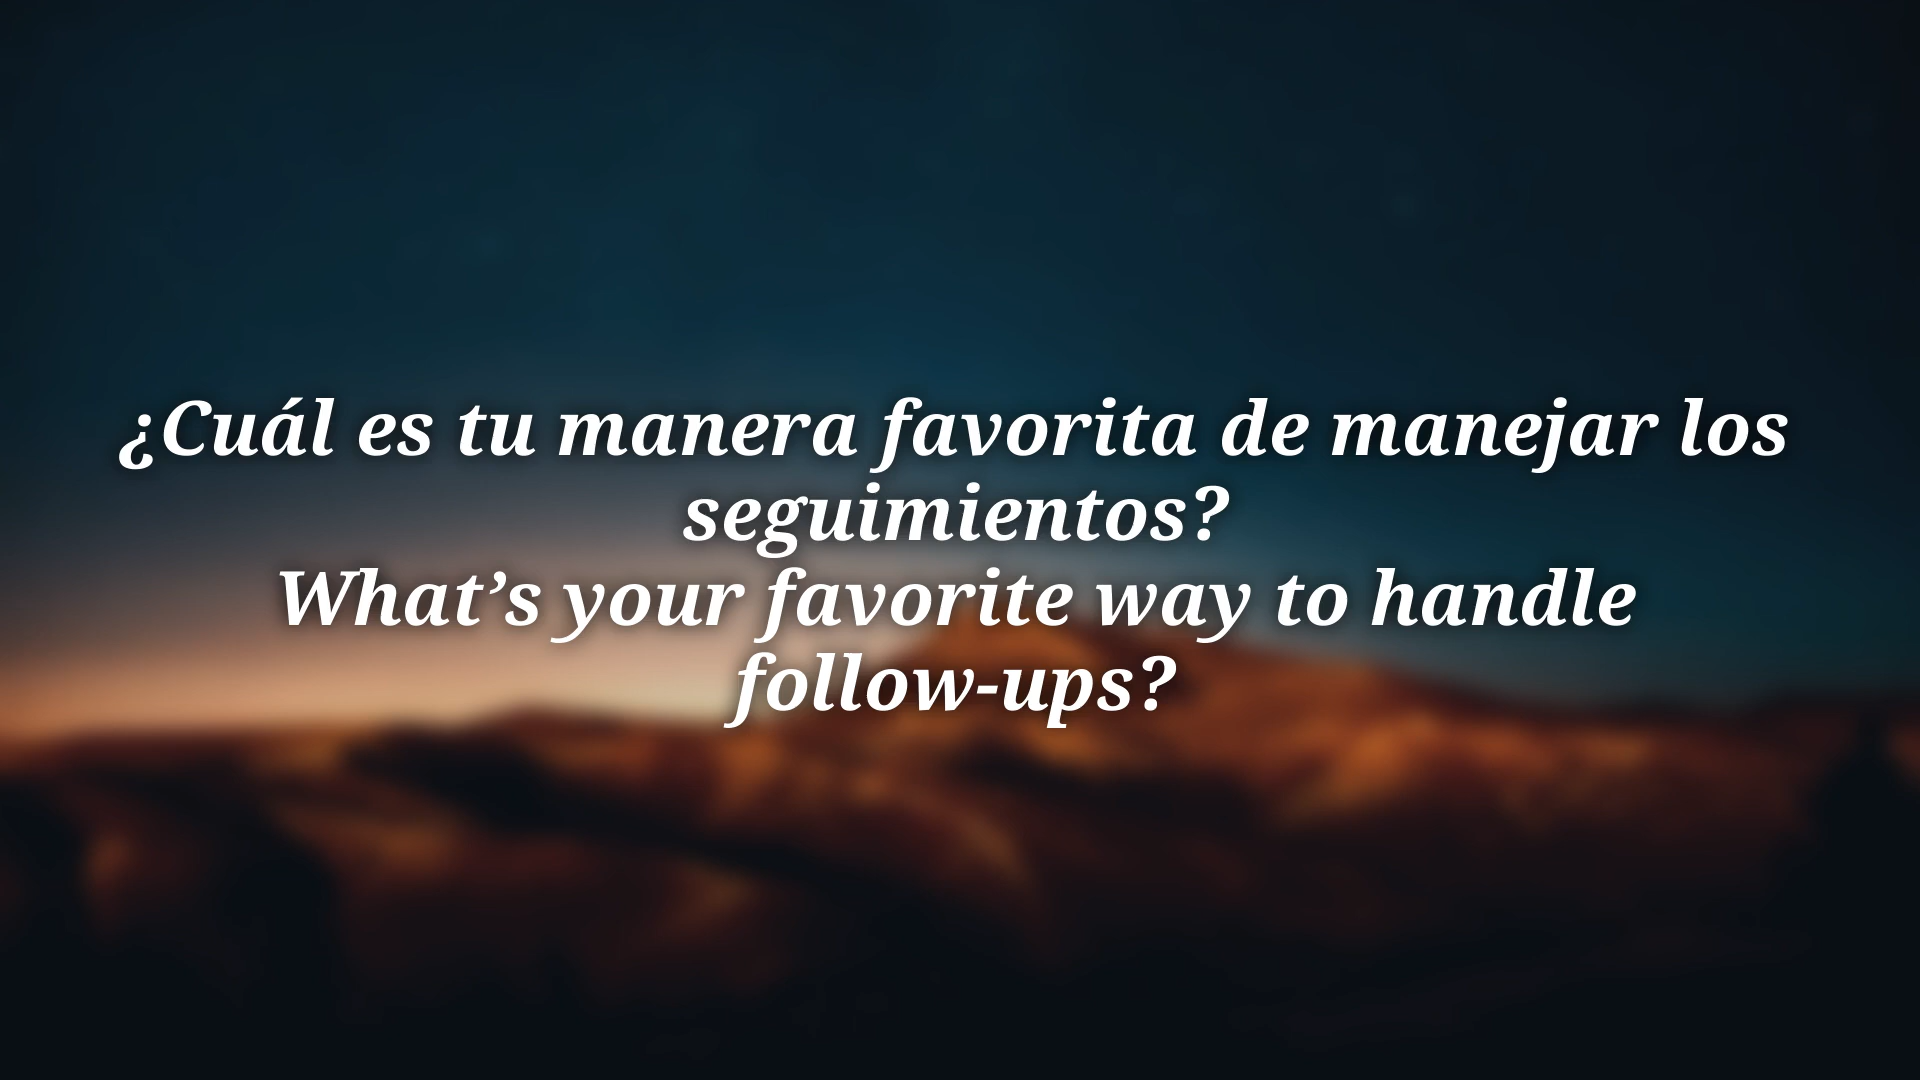 ¿Cuál es tu manera favorita de manejar los
seguimientos?
What’s your favorite way to handle
follow-ups?